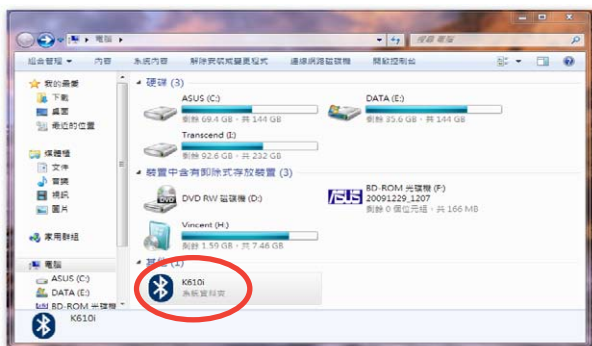 電腦
搜尋 電腦
組合管理 內容 系統內容 解除安裝或變更程式 連線網路磁碟機 開啟控制台
我的最愛
下載
桌面
最近的位置
媒體櫃
文件
音樂
視訊
圖片
家用群組
電腦
ASUS (C:)
DATA (E:)
BD-ROM 光碟機
硬碟 (3)
ASUS (C:)
剩餘 69.4 GB，共 144 GB
DATA (E:)
剩餘 35.6 GB，共 144 GB
Transcend (I:)
剩餘 92.6 GB，共 232 GB
裝置中含有卸除式存放裝置 (3)
DVD RW 磁碟機 (D:)
/ISUS
BD-ROM 光碟機 (F:)
20091229_1207
剩餘 0 個位元組，共 166 MB
Vincent (H:)
剩餘 1.59 GB，共 7.46 GB
其他 (1)
K610i
系統資料夾
K610i